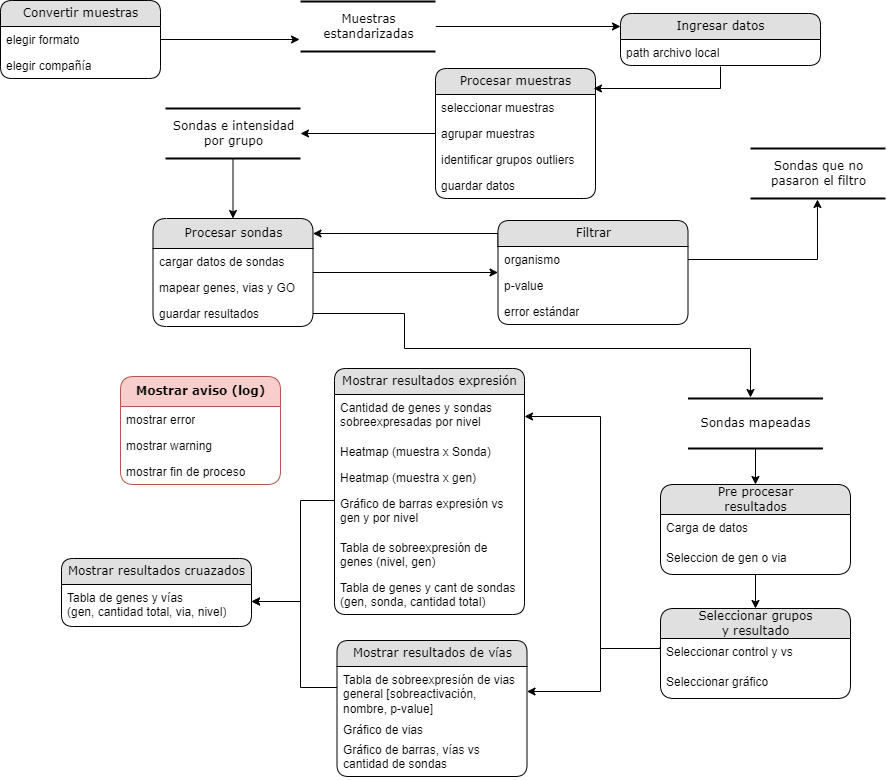 Convertir muestras
elegir formato
elegir compañía
Muestras
estandarizadas
Ingresar datos
path archivo local
Procesar muestras
seleccionar muestras
agrupar muestras
identificar grupos outliers
guardar datos
Sondas e intensidad
por grupo
Sondas que no
pasaron el filtro
Procesar sondas
cargar datos de sondas
mapear genes, vias y GO
guardar resultados
Filtrar
organismo
p-value
error estándar
Mostrar aviso (log)
mostrar error
mostrar warning
mostrar fin de proceso
Mostrar resultados expresión
Cantidad de genes y sondas
sobreexpresadas por nivel
Heatmap (muestra x Sonda)
Heatmap (muestra x gen)
Gráfico de barras expresión vs
gen y por nivel
Tabla de sobreexpresión de
genes (nivel, gen)
Tabla de genes y cant de sondas
(gen, sonda, cantidad total)
Sondas mapeadas
Pre procesar
resultados
Carga de datos
Seleccion de gen o via
Mostrar resultados cruazados
Tabla de genes y vías
(gen, cantidad total, via, nivel)
Seleccionar grupos
y resultado
Seleccionar control y vs
Seleccionar gráfico
Mostrar resultados de vías
Tabla de sobreexpresión de vias
general [sobreactivación,
nombre, p-value]
Gráfico de vias
Gráfico de barras, vías vs
cantidad de sondas